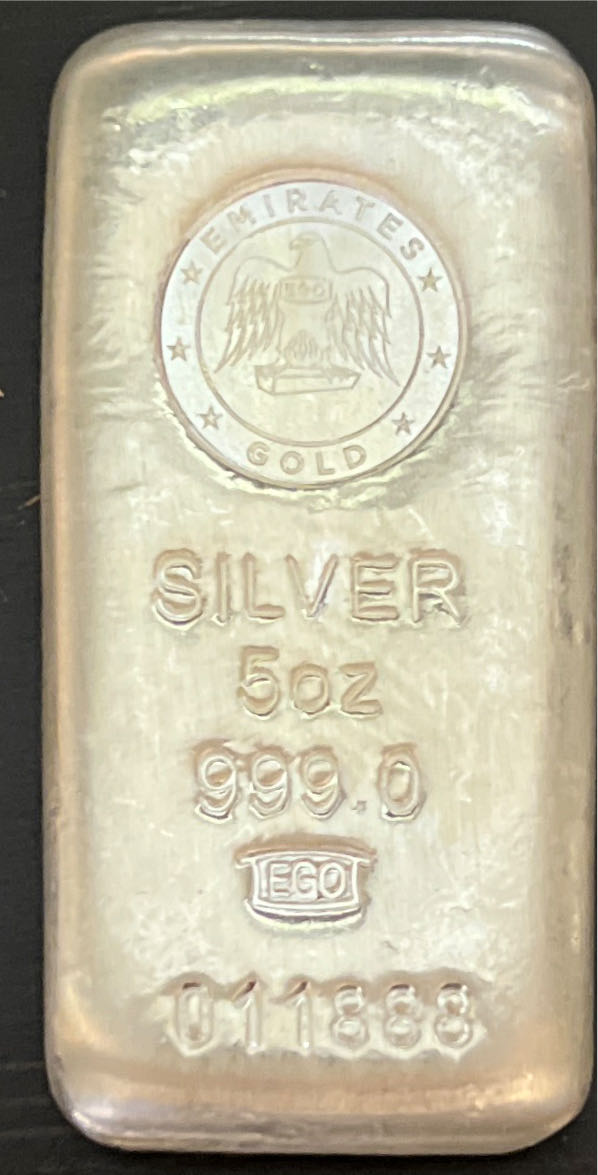 EMIRATES
EGO
GOLD
SILVER
5oz
999.0
EGO
011888